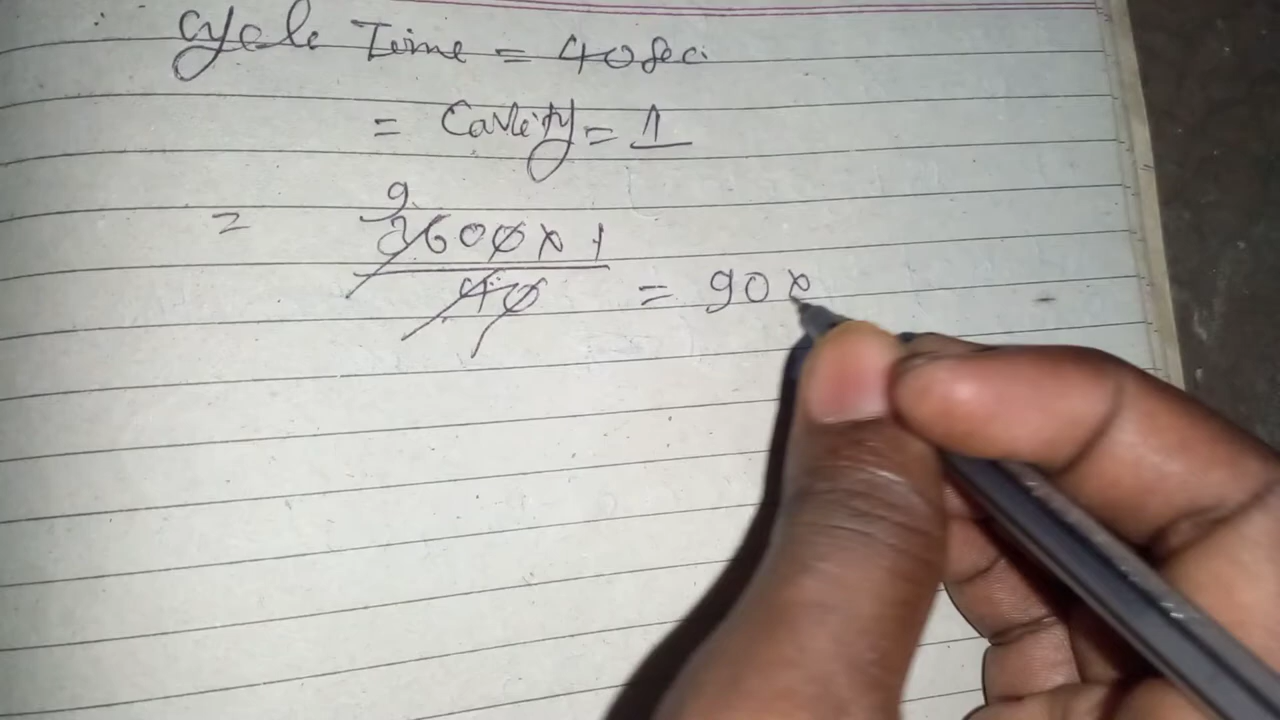 Cycle Time = 40 Sec.
= Cavity = 1
9
= 3600 x 1
40 = 90 x